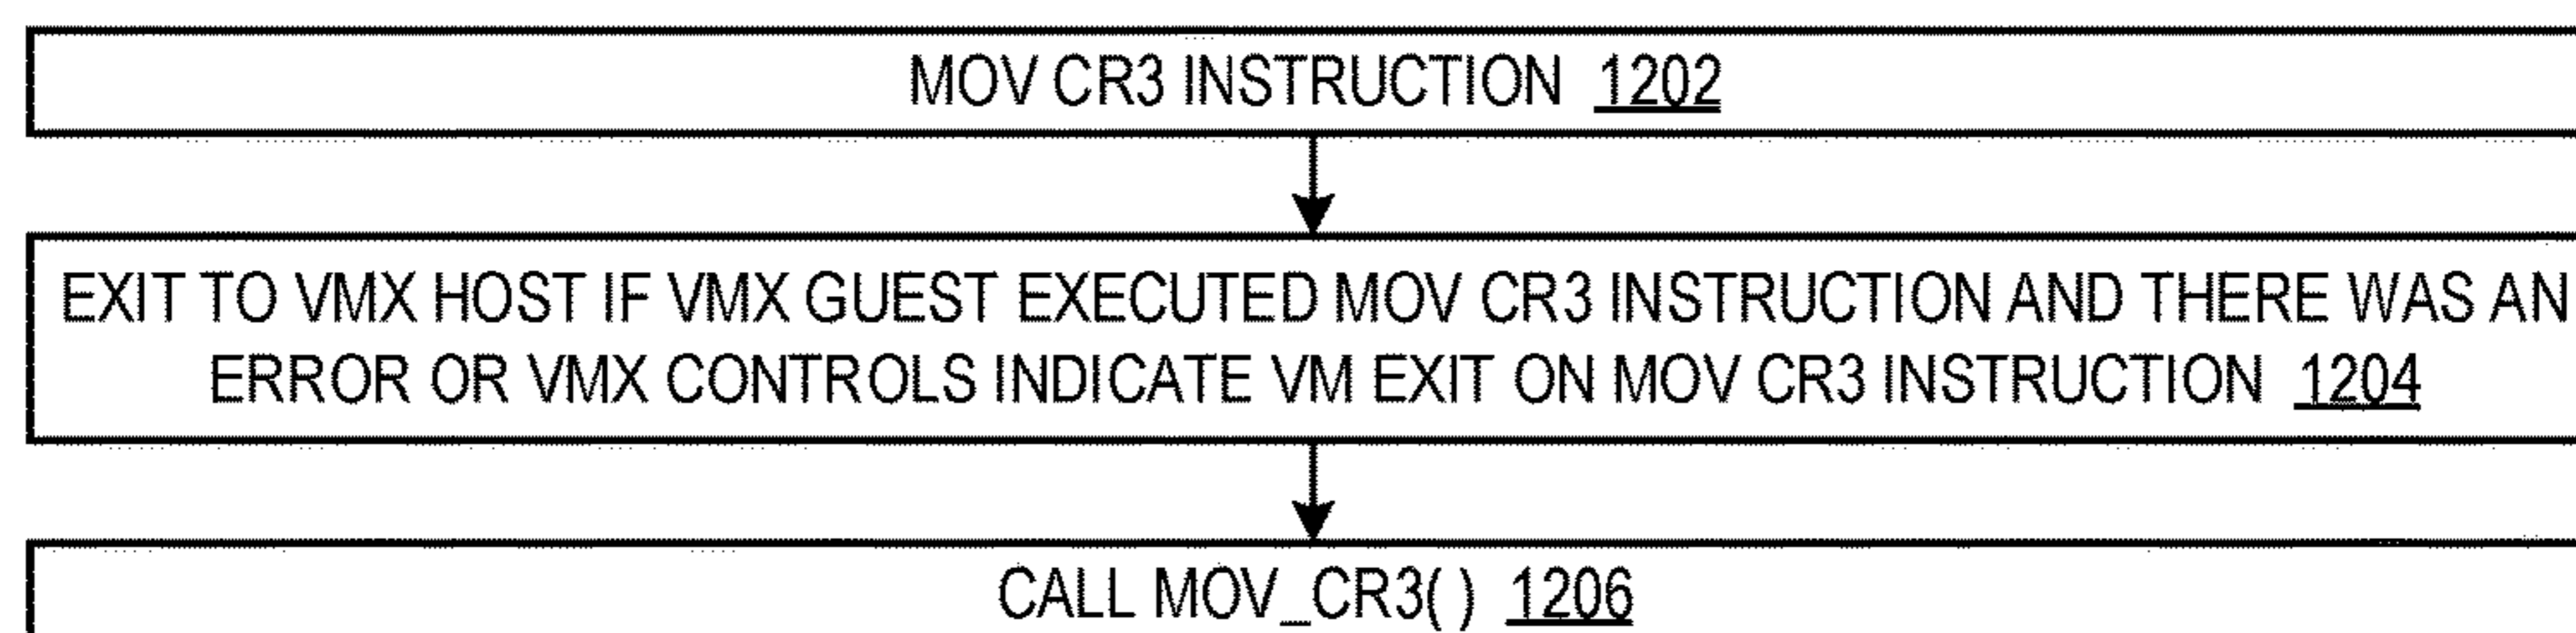 MOV CR3 INSTRUCTION 1202
EXIT TO VMX HOST IF VMX GUEST EXECUTED MOV CR3 INSTRUCTION AND THERE WAS AN
ERROR OR VMX CONTROLS INDICATE VM EXIT ON MOV CR3 INSTRUCTION 1204
CALL MOV_CR3( ) 1206